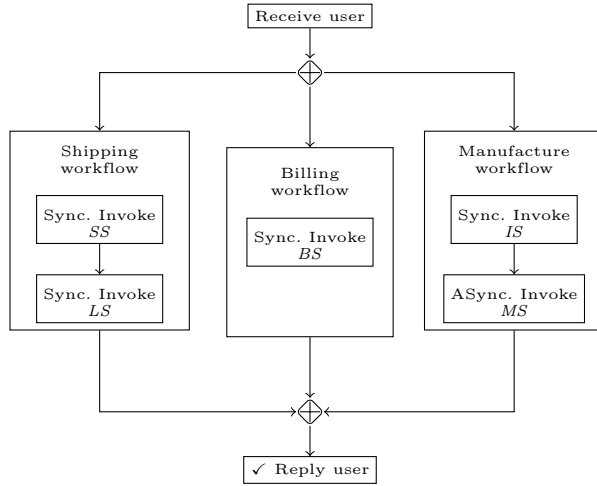 Receive user
Shipping
workflow
Sync. Invoke
SS
Sync. Invoke
LS
Billing
workflow
Sync. Invoke
BS
Manufacture
workflow
Sync. Invoke
IS
ASync. Invoke
MS
✓ Reply user